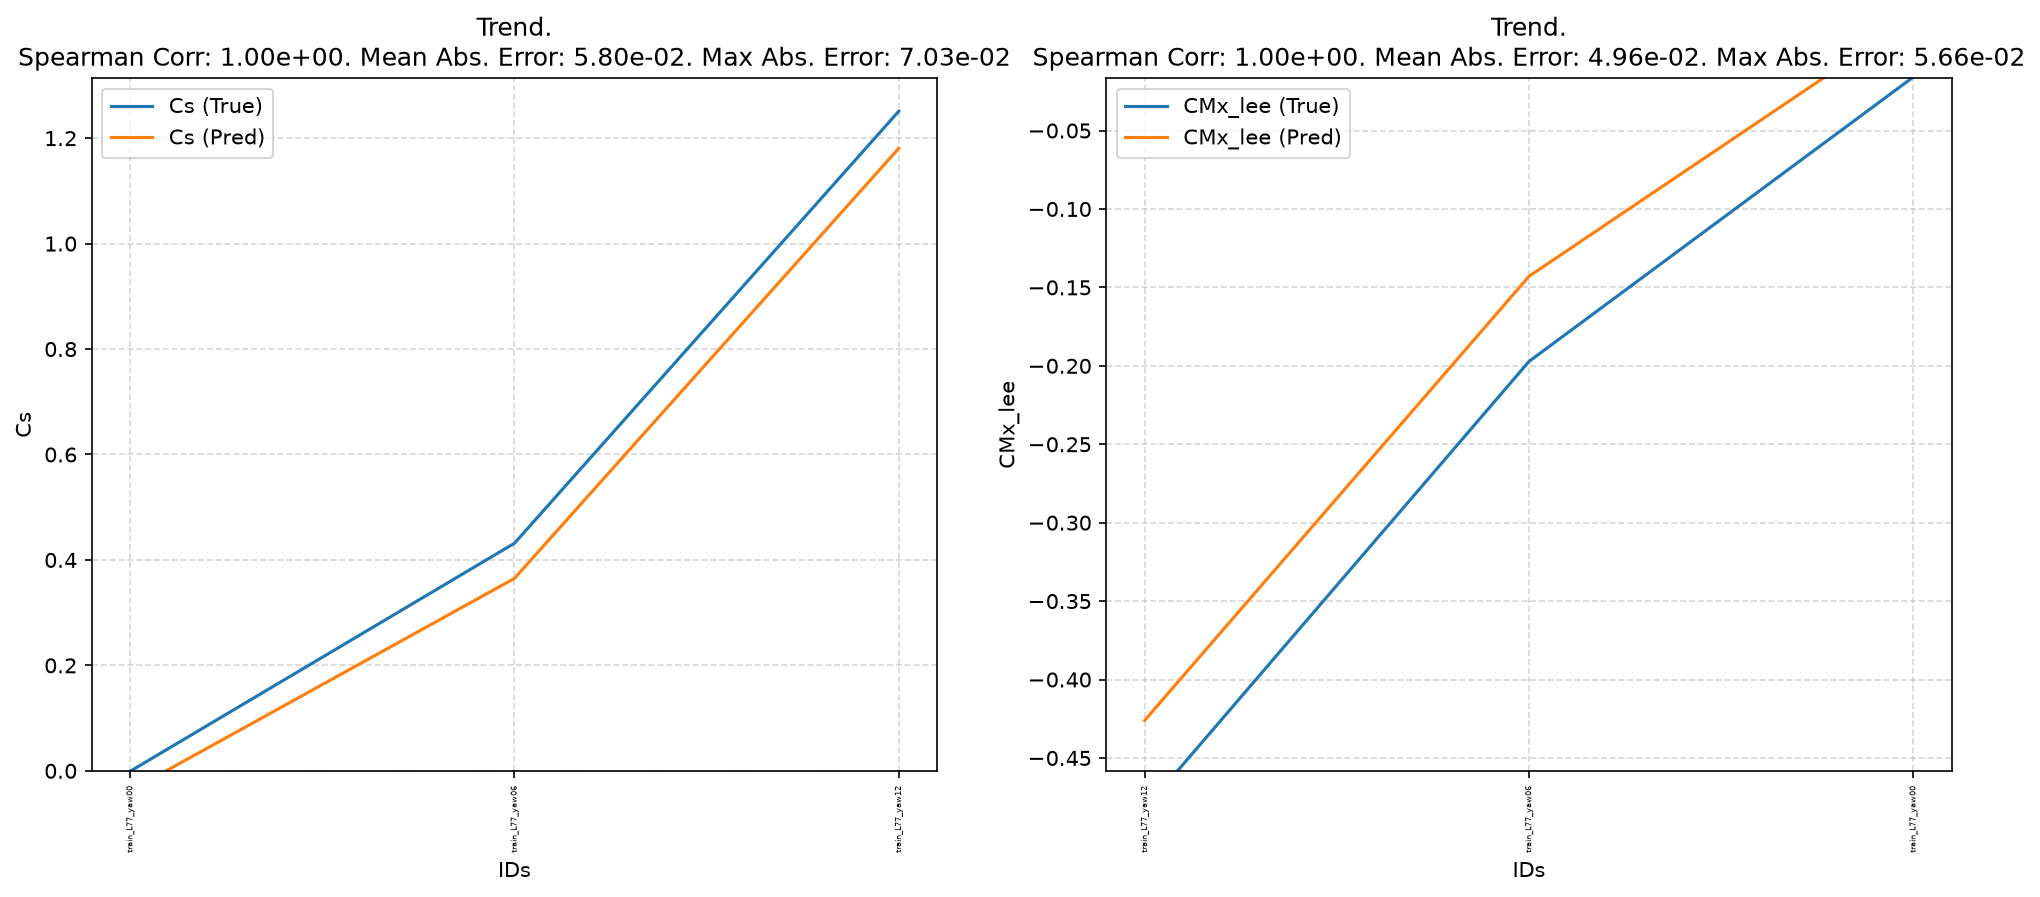 Trend.
Spearman Corr: 1.00e+00. Mean Abs. Error: 5.80e-02. Max Abs. Error: 7.03e-02
Cs (True)
Cs (Pred)
1.2
1.0
0.8
0.6
0.4
0.2
0.0
Cs
train_L77_yaw00
train_L77_yaw06
train_L77_yaw12
IDs
Trend.
Spearman Corr: 1.00e+00. Mean Abs. Error: 4.96e-02. Max Abs. Error: 5.66e-02
CMx_lee (True)
CMx_lee (Pred)
−0.05
−0.10
−0.15
−0.20
−0.25
−0.30
−0.35
−0.40
−0.45
CMx_lee
train_L77_yaw12
train_L77_yaw06
train_L77_yaw00
IDs